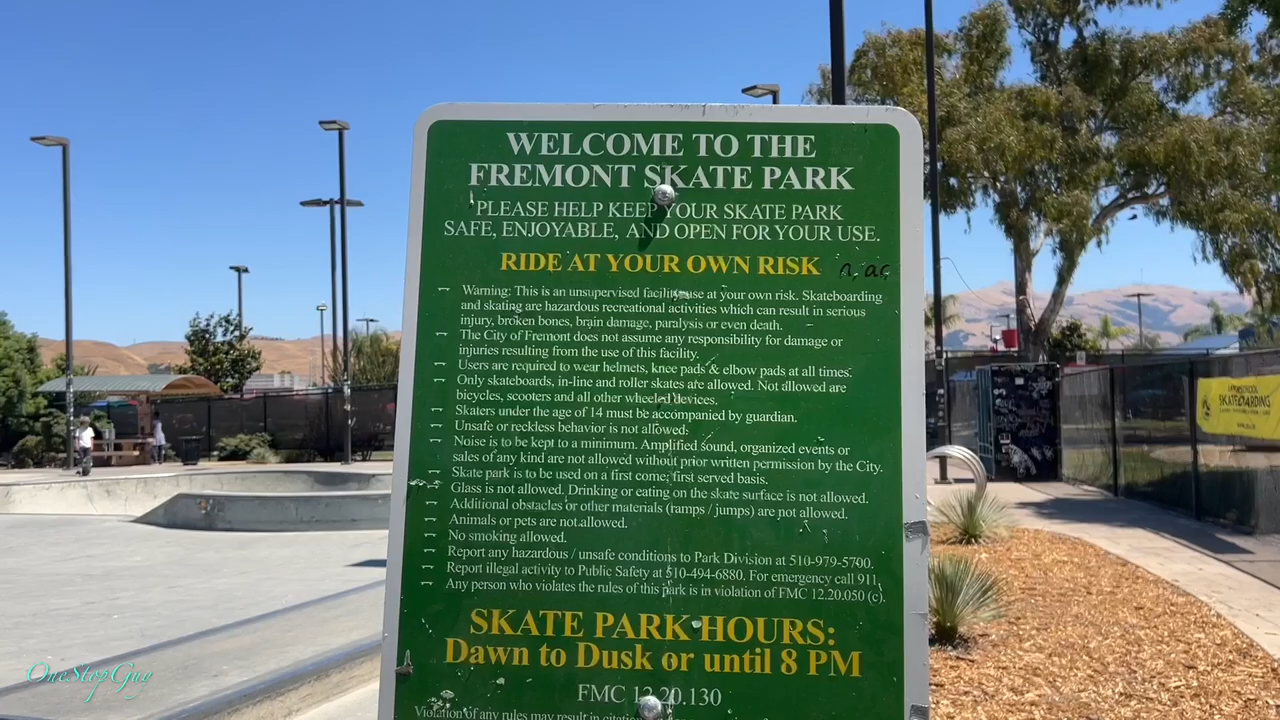 WELCOME TO THE
FREMONT SKATE PARK
PLEASE HELP KEEP YOUR SKATE PARK
SAFE, ENJOYABLE, AND OPEN FOR YOUR USE.
RIDE AT YOUR OWN RISK
Warning: This is an unsupervised facility use at your own risk. Skateboarding
and skating are hazardous recreational activities which can result in serious
injury, broken bones, brain damage, paralysis or even death.
The City of Fremont does not assume any responsibility for damage or
injuries resulting from the use of this facility.
Users are required to wear helmets, knee pads & elbow pads at all times.
Only skateboards, in-line and roller skates are allowed. Not allowed are
bicycles, scooters and all other wheeled devices.
Skaters under the age of 14 must be accompanied by guardian.
Unsafe or reckless behavior is not allowed.
Noise is to be kept to a minimum. Amplified sound, organized events or
sales of any kind are not allowed without prior written permission by the City.
Skate park is to be used on a first come, first served basis.
Glass is not allowed. Drinking or eating on the skate surface is not allowed.
Additional obstacles or other materials (ramps / jumps) are not allowed.
Animals or pets are not allowed.
No smoking allowed.
Report any hazardous / unsafe conditions to Park Division at 510-979-5700.
Report illegal activity to Public Safety at 510-494-6880. For emergency call 911.
Any person who violates the rules of this park is in violation of FMC 12.20.050 (c).
SKATE PARK HOURS:
Dawn to Dusk or until 8 PM
FMC 12.20.130
Violation of any rules may result in
SKATEBOARDING
OneStopGuy